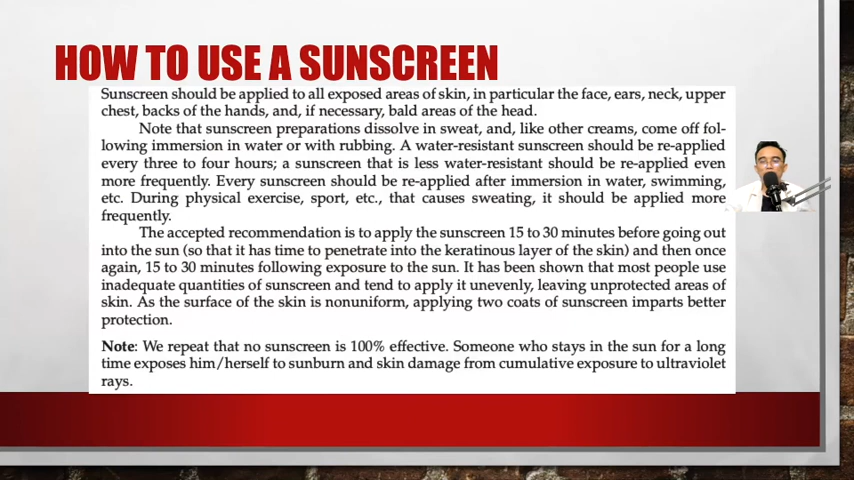 HOW TO USE A SUNSCREEN
Sunscreen should be applied to all exposed areas of skin, in particular the face, ears, neck, upper
chest, backs of the hands, and, if necessary, bald areas of the head.
Note that sunscreen preparations dissolve in sweat, and, like other creams, come off fol-
lowing immersion in water or with rubbing. A water-resistant sunscreen should be re-applied
every three to four hours; a sunscreen that is less water-resistant should be re-applied even
more frequently. Every sunscreen should be re-applied after immersion in water, swimming,
etc. During physical exercise, sport, etc., that causes sweating, it should be applied more
frequently.
The accepted recommendation is to apply the sunscreen 15 to 30 minutes before going out
into the sun (so that it has time to penetrate into the keratinous layer of the skin) and then once
again, 15 to 30 minutes following exposure to the sun. It has been shown that most people use
inadequate quantities of sunscreen and tend to apply it unevenly, leaving unprotected areas of
skin. As the surface of the skin is nonuniform, applying two coats of sunscreen imparts better
protection.
Note: We repeat that no sunscreen is 100% effective. Someone who stays in the sun for a long
time exposes him/herself to sunburn and skin damage from cumulative exposure to ultraviolet
rays.